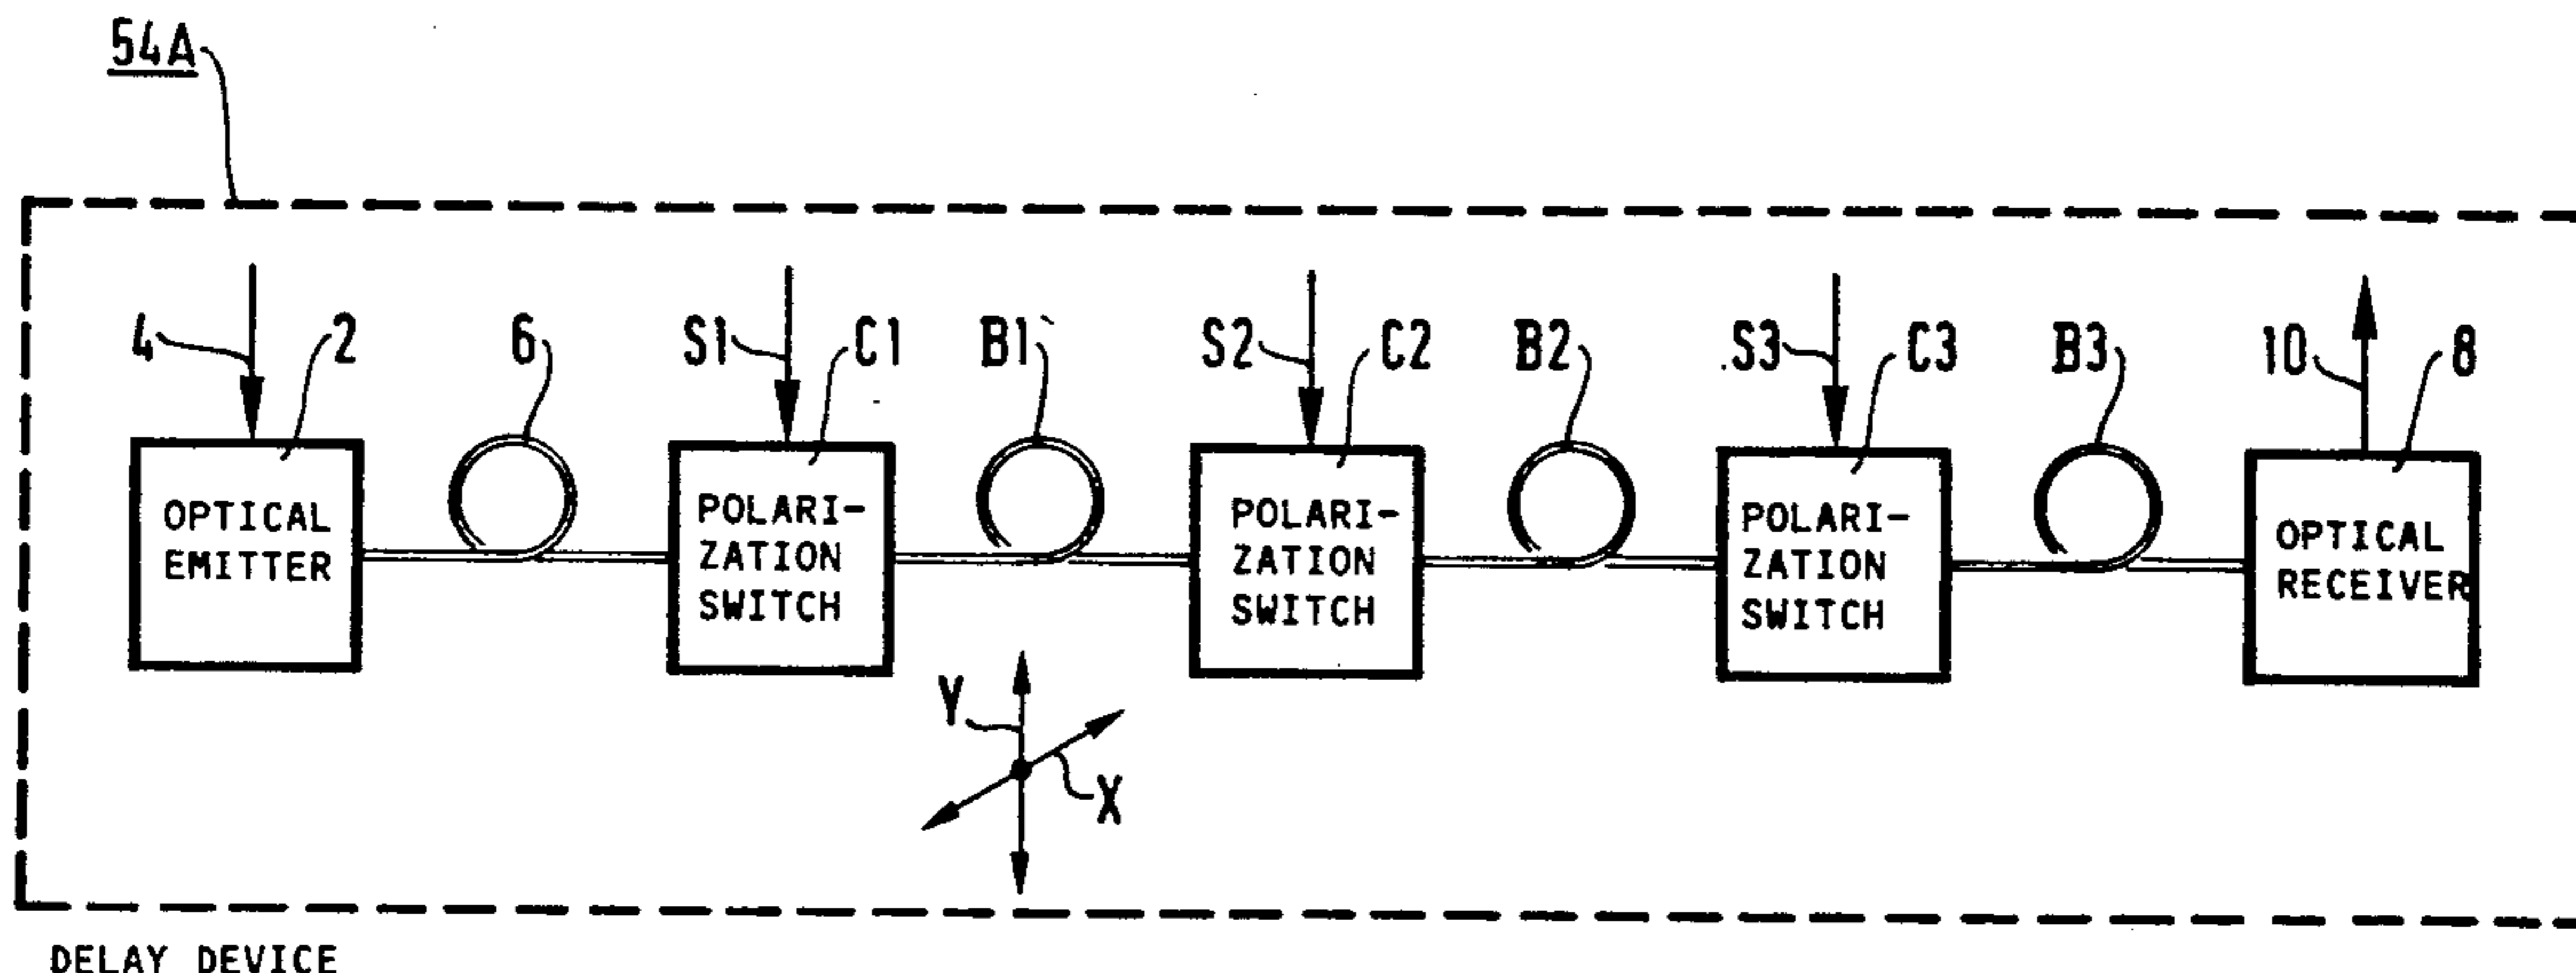 54A
4 2 6 S1 C1 B1 S2 C2 B2 S3 C3 B3 10 8
OPTICAL
EMITTER
POLARI-
ZATION
SWITCH
POLARI-
ZATION
SWITCH
POLARI-
ZATION
SWITCH
OPTICAL
RECEIVER
Y
X
DELAY DEVICE